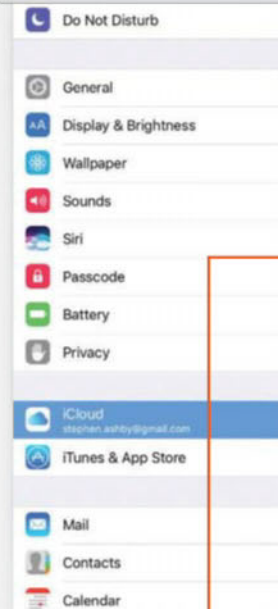 Do Not Disturb
General
AA Display & Brightness
Wallpaper
Sounds
Siri
Passcode
Battery
Privacy
iCloud
stephen.ashby@gmail.com
iTunes & App Store
Mail
Contacts
Calendar